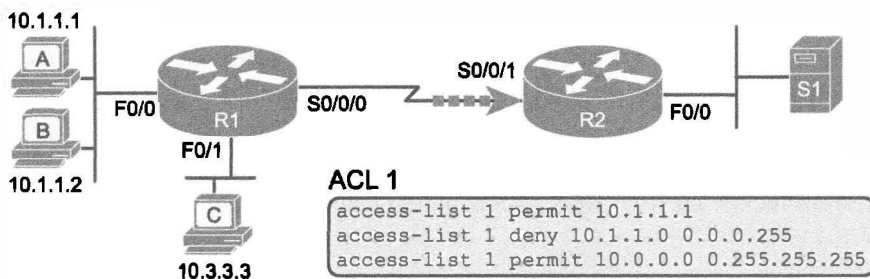 10.1.1.1
A
B
10.1.1.2
F0/0
R1
S0/0/0
F0/1
C
10.3.3.3
S0/0/1
R2
F0/0
S1
ACL 1
access-list 1 permit 10.1.1.1
access-list 1 deny 10.1.1.0 0.0.0.255
access-list 1 permit 10.0.0.0 0.255.255.255